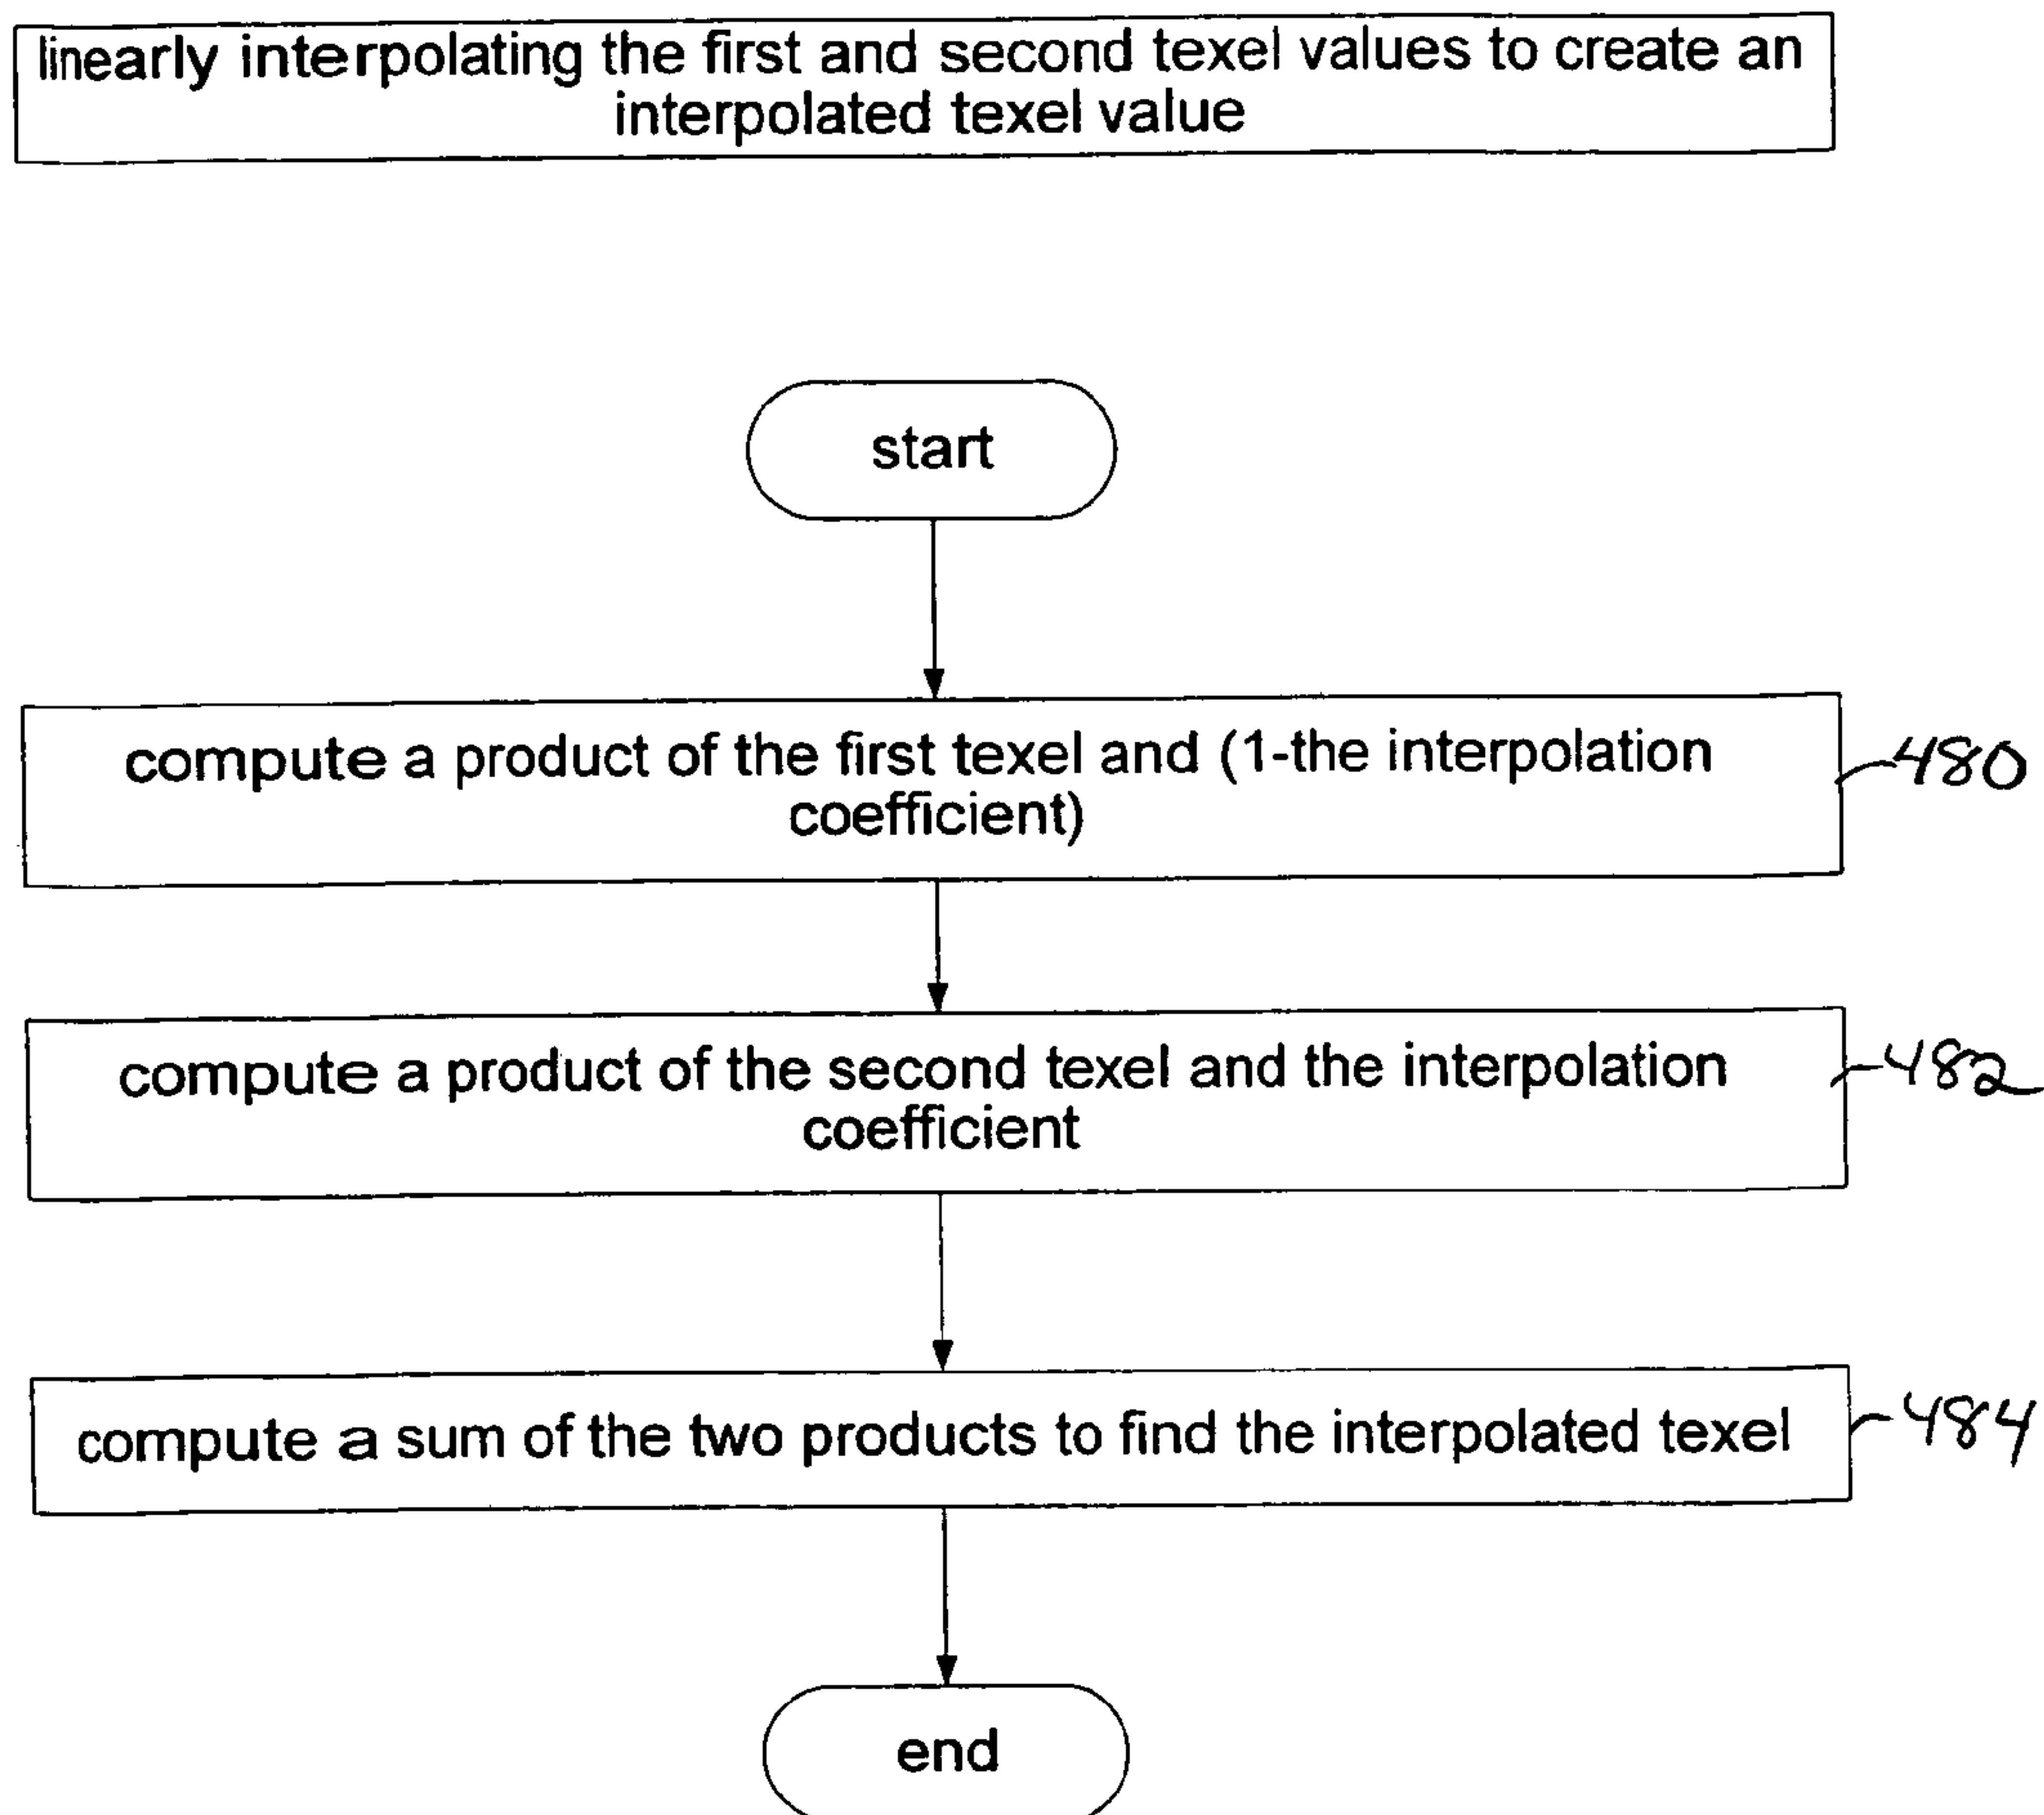 linearly interpolating the first and second texel values to create an
interpolated texel value
start
compute a product of the first texel and (1-the interpolation
coefficient)
480
compute a product of the second texel and the interpolation
coefficient
482
compute a sum of the two products to find the interpolated texel
484
end